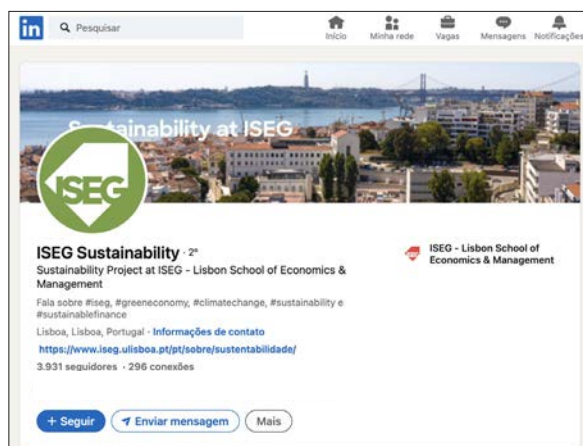 in
Pesquisar
Início
Minha rede
Vagas
Mensagens
Notificações
Sustainability at ISEG
ISEG
ISEG Sustainability · 2º
Sustainability Project at ISEG - Lisbon School of Economics &
Management
ISEG - Lisbon School of
Economics & Management
Fala sobre #iseg, #greeneconomy, #climatechange, #sustainability e
#sustainablefinance
Lisboa, Lisboa, Portugal · Informações de contato
https://www.iseg.ulisboa.pt/pt/sobre/sustentabilidade/
3.931 seguidores · 296 conexões
+ Seguir
Enviar mensagem
Mais